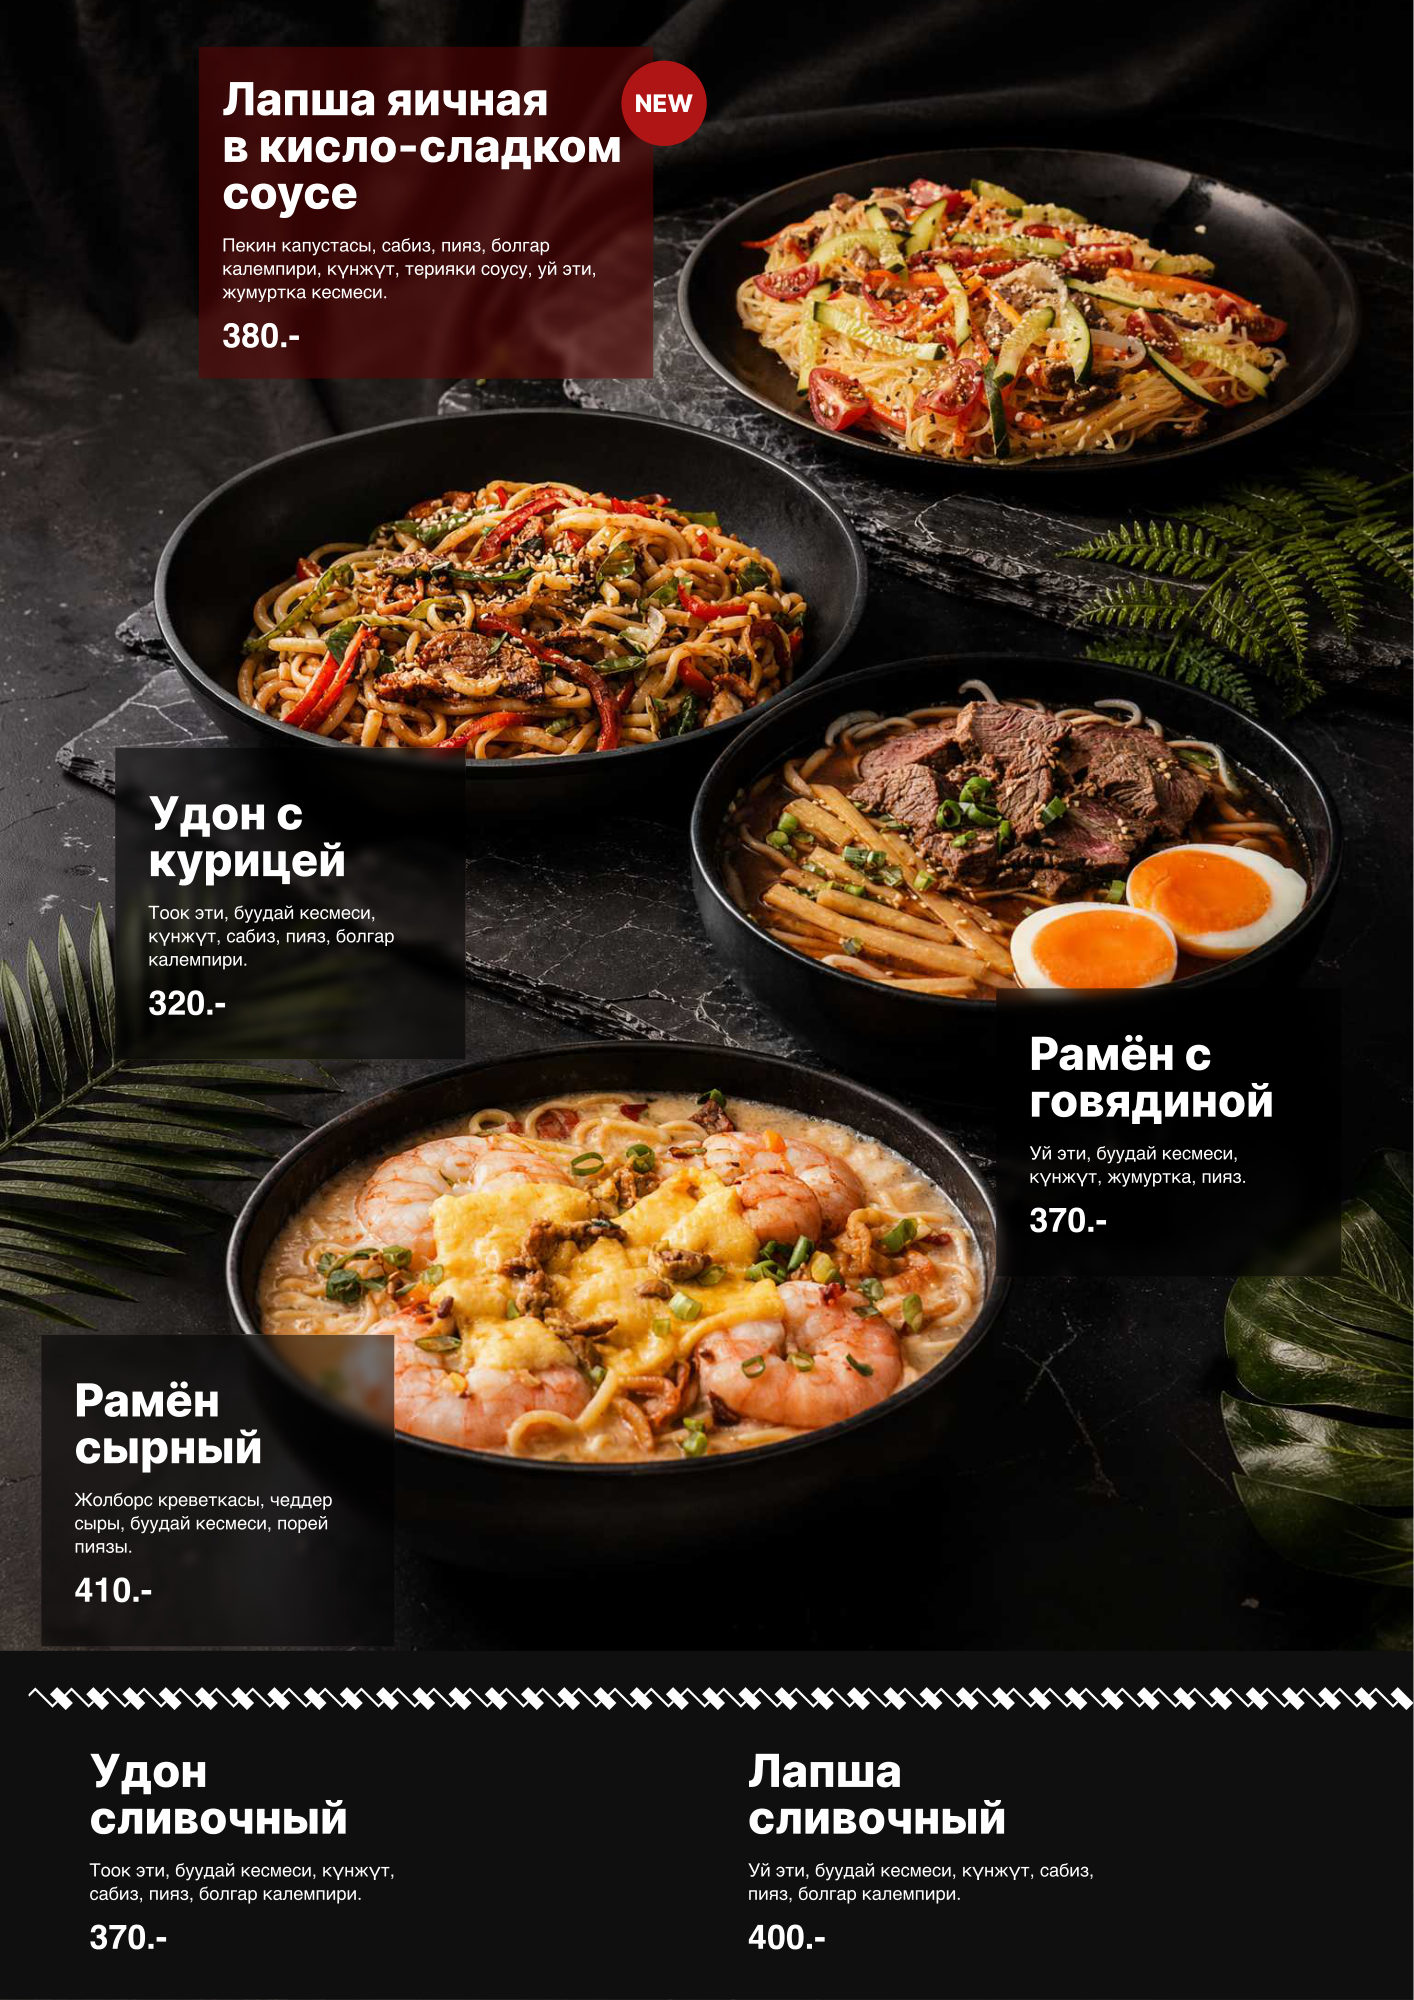 Лапша яичная
в кисло-сладком
соусе
NEW
Пекин капустасы, сабиз, пияз, болгар
калемпири, күнжүт, терияки соусу, уй эти,
жумуртка кесмеси.
380.-
Удон с
курицей
Тоок эти, буудай кесмеси,
күнжүт, сабиз, пияз, болгар
калемпири.
320.-
Рамён с
говядиной
Уй эти, буудай кесмеси,
күнжүт, жумуртка, пияз.
370.-
Рамён
сырный
Жолборс креветкасы, чеддер
сыры, буудай кесмеси, порей
пиязы.
410.-
Удон
сливочный
Тоок эти, буудай кесмеси, күнжүт,
сабиз, пияз, болгар калемпири.
370.-
Лапша
сливочный
Уй эти, буудай кесмеси, күнжүт, сабиз,
пияз, болгар калемпири.
400.-